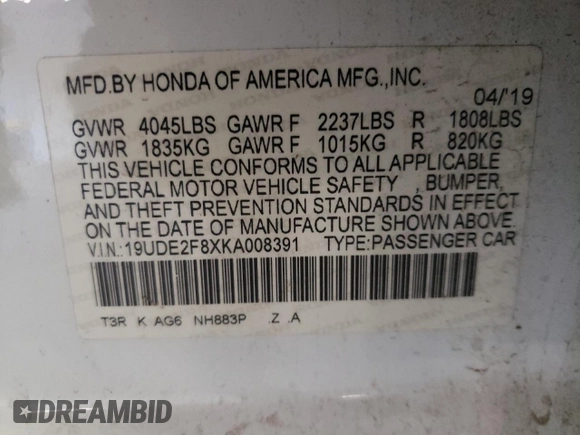 MFD.BY HONDA OF AMERICA MFG.,INC.
04/'19
GVWR 4045LBS GAWR F 2237LBS R 1808LBS
GVWR 1835KG GAWR F 1015KG R 820KG
THIS VEHICLE CONFORMS TO ALL APPLICABLE
FEDERAL MOTOR VEHICLE SAFETY , BUMPER,
AND THEFT PREVENTION STANDARDS IN EFFECT
ON THE DATE OF MANUFACTURE SHOWN ABOVE.
V.I.N.:19UDE2F8XKA008391 TYPE:PASSENGER CAR
T3R K AG6 NH883P .Z .A
DREAMBID